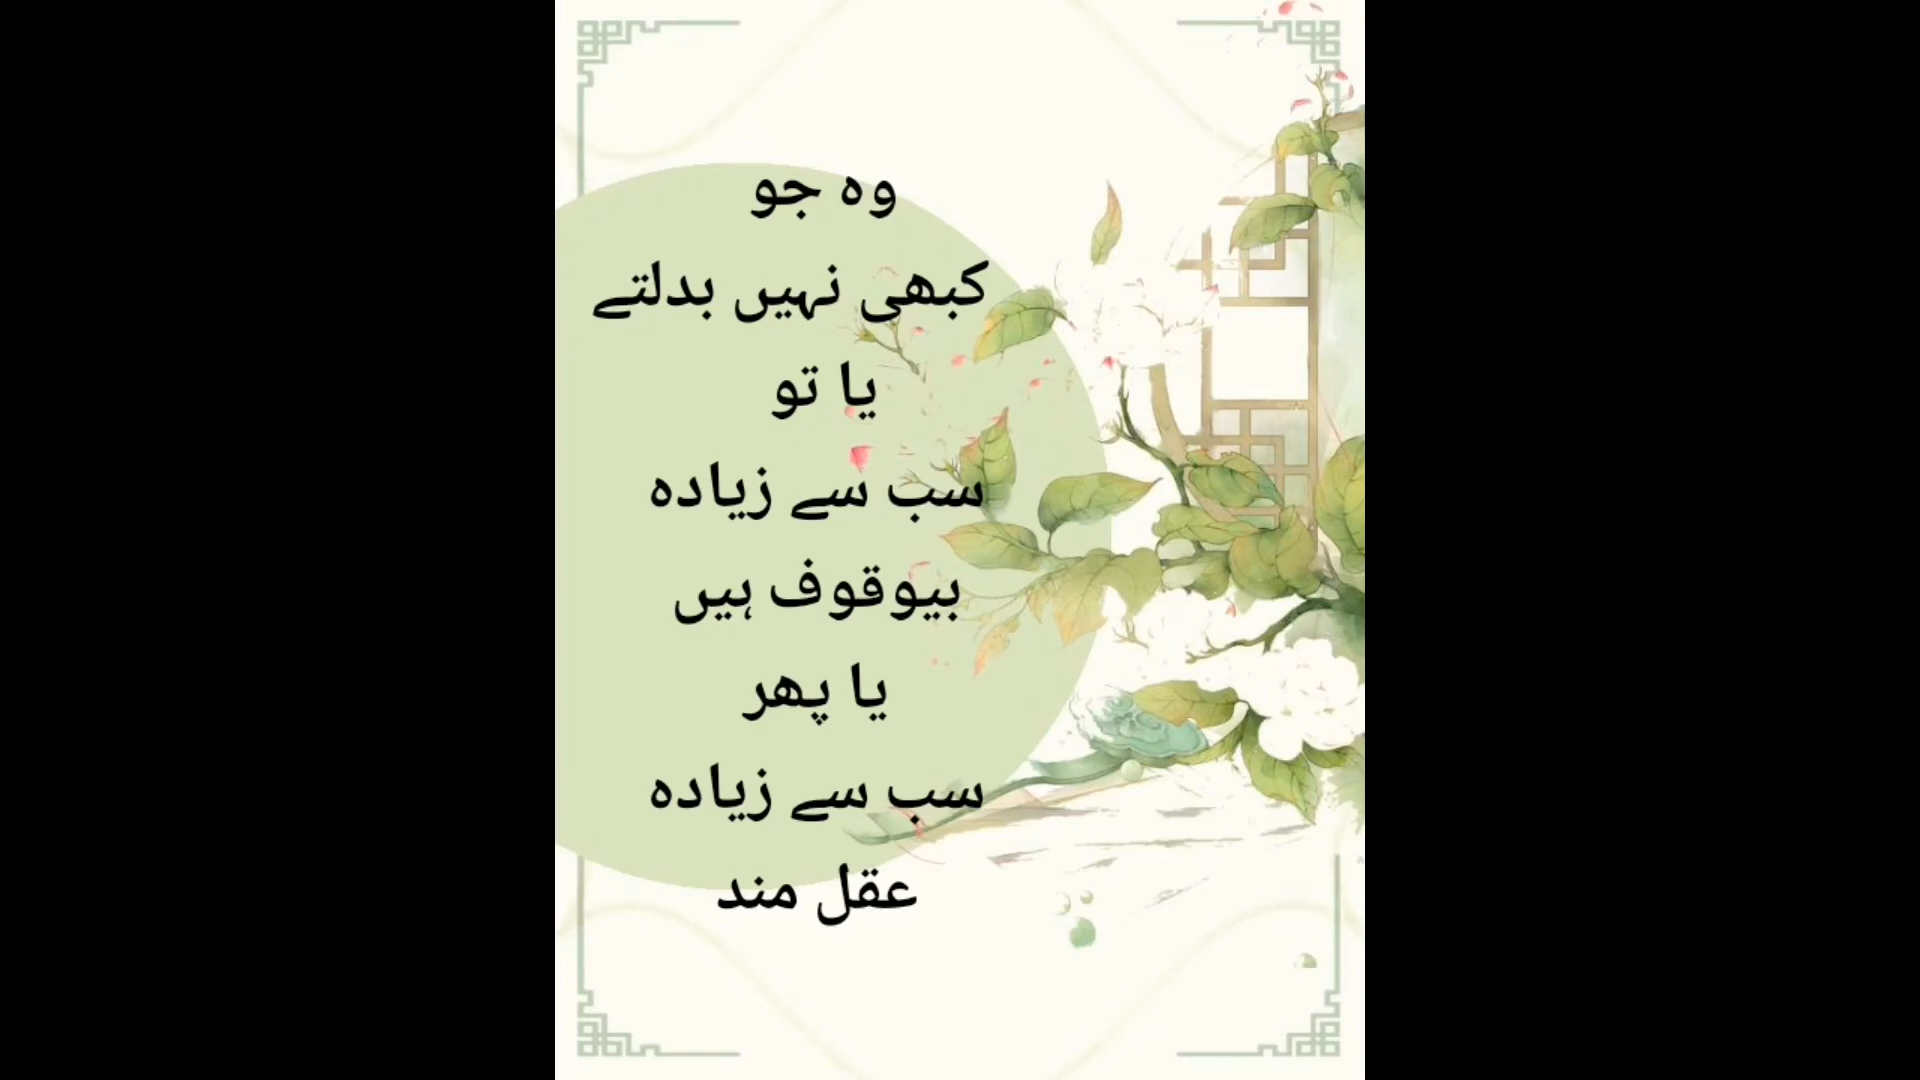 وہ جو
کبھی نہیں بدلتے
یا تو
سب سے زیادہ
بیوقوف ہیں
یا پھر
سب سے زیادہ
عقل مند